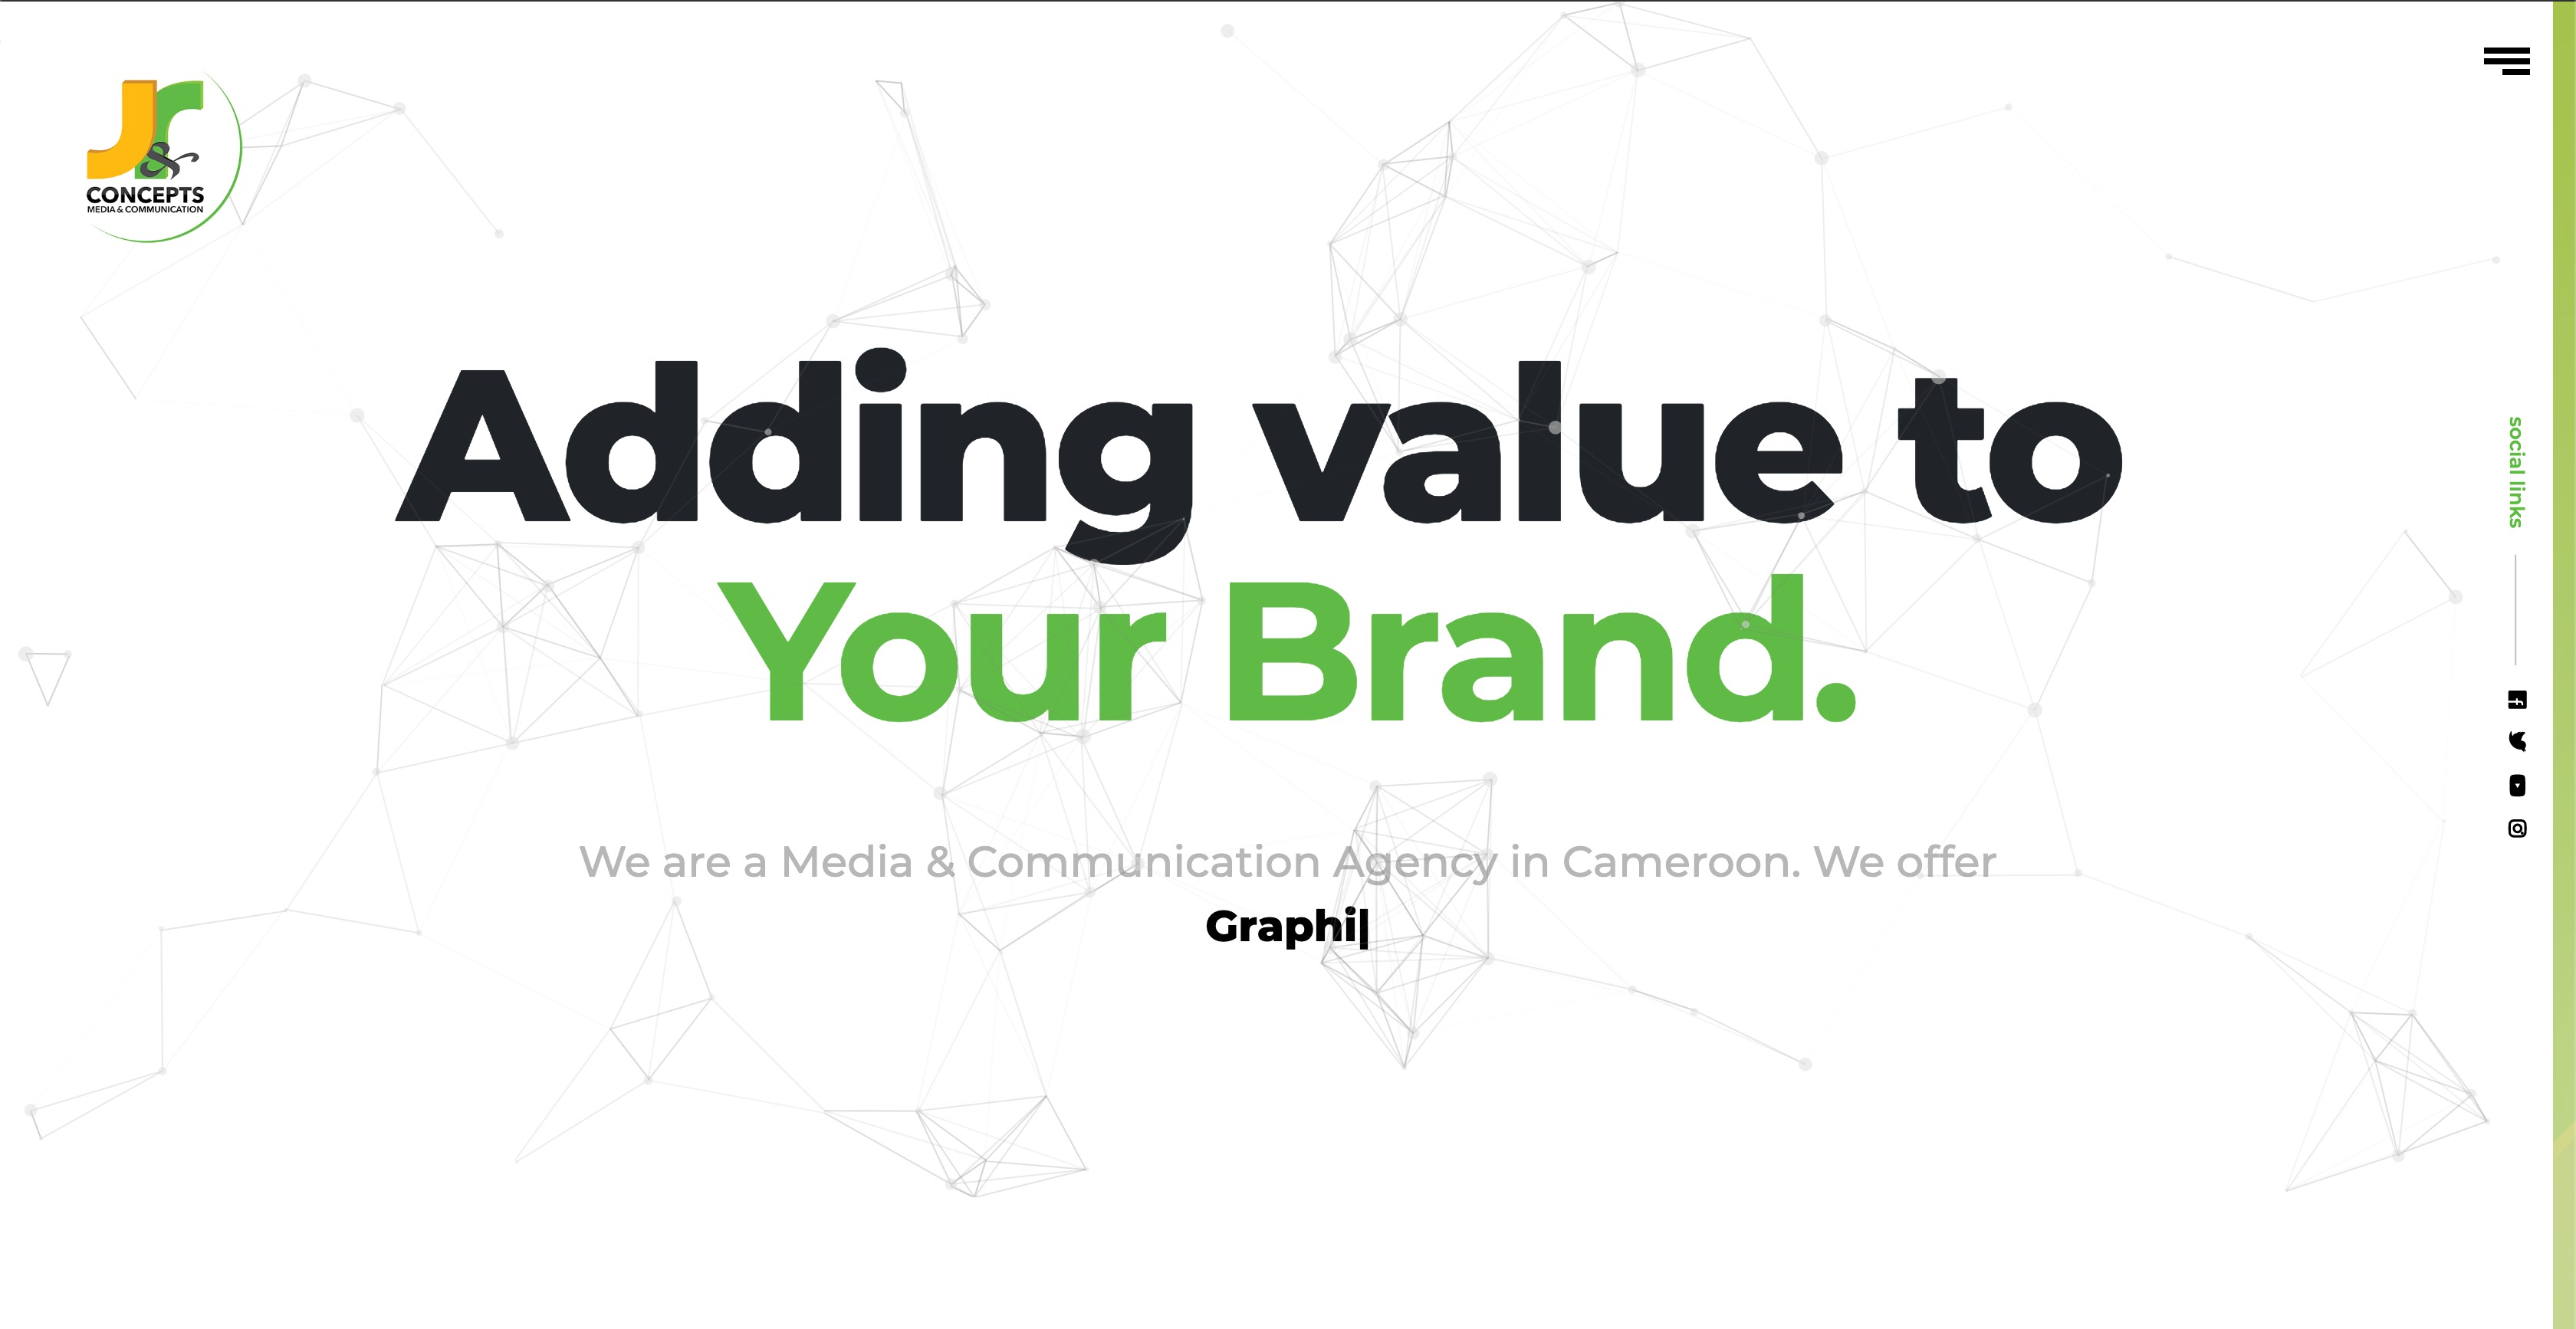 Jr
&
CONCEPTS
MEDIA & COMMUNICATION
Adding value to
Your Brand.
We are a Media & Communication Agency in Cameroon. We offer
Graphi|
social links